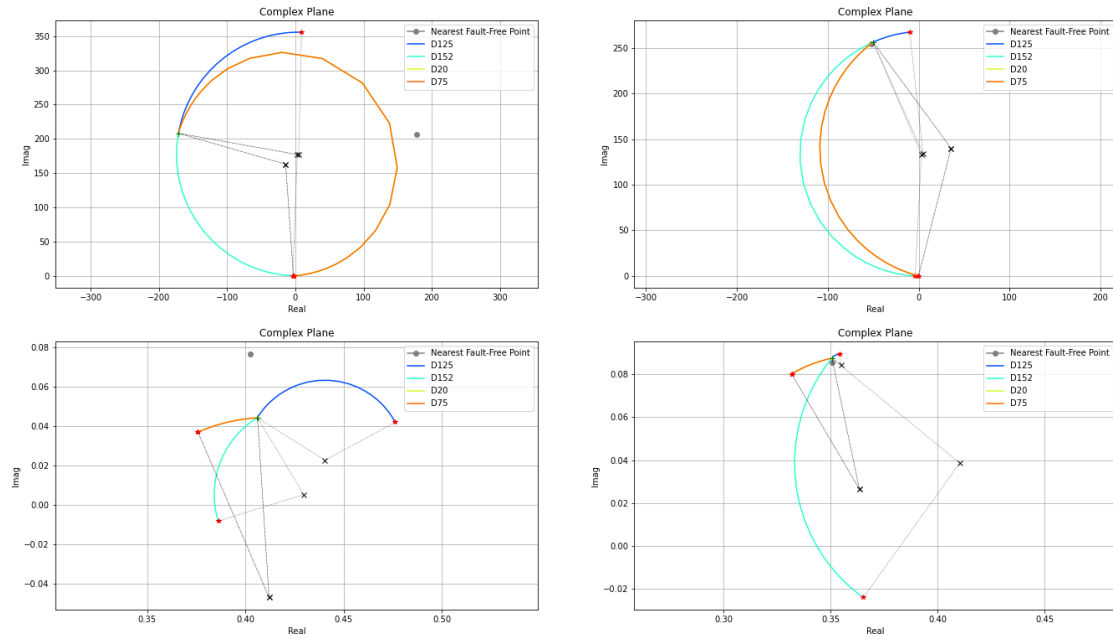 Complex Plane
350
300
250
200
150
100
50
0
Imag
−300
−200
−100
0
100
200
300
Real
Nearest Fault-Free Point
D125
D152
D20
D75
Complex Plane
250
200
150
100
50
0
Imag
−300
−200
−100
0
100
200
Real
Nearest Fault-Free Point
D125
D152
D20
D75
Complex Plane
0.08
0.06
0.04
0.02
0.00
−0.02
−0.04
Imag
0.35
0.40
0.45
0.50
Real
Nearest Fault-Free Point
D125
D152
D20
D75
Complex Plane
0.08
0.06
0.04
0.02
0.00
−0.02
Imag
0.30
0.35
0.40
0.45
Real
Nearest Fault-Free Point
D125
D152
D20
D75